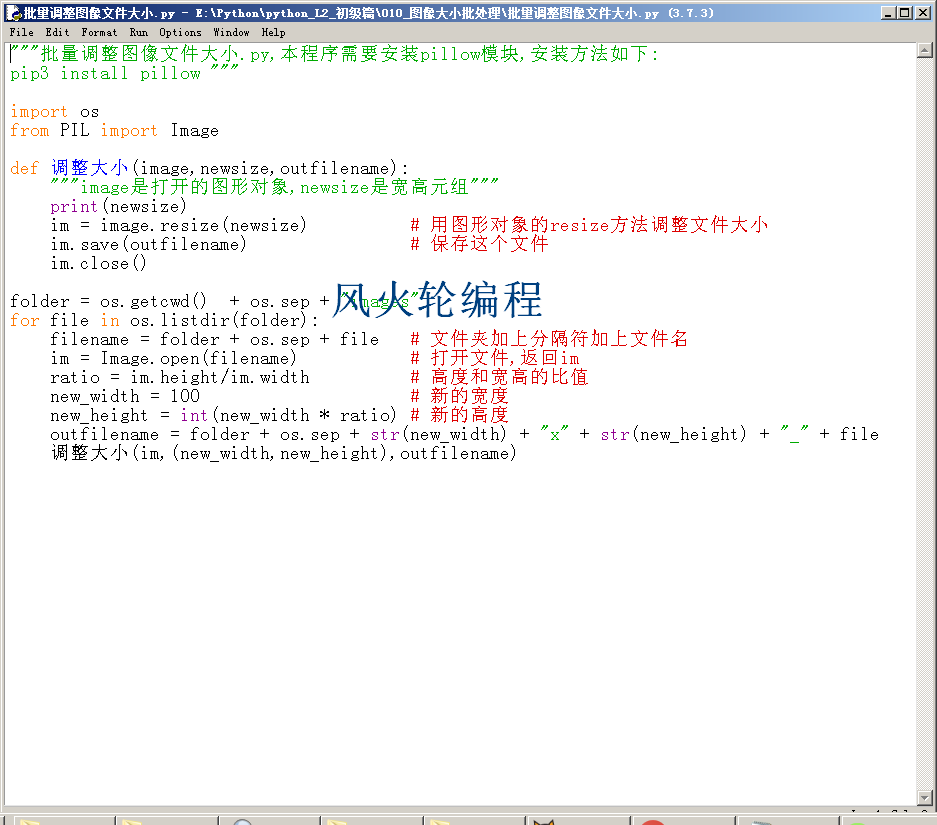 批量调整图像文件大小.py - E:\Python\python_L2_初级篇\010_图像大小批处理\批量调整图像文件大小.py (3.7.3)
File Edit Format Run Options Window Help
"""批量调整图像文件大小.py,本程序需要安装pillow模块,安装方法如下:
pip3 install pillow """
import os
from PIL import Image
def 调整大小(image,newsize,outfilename):
    """image是打开的图形对象,newsize是宽高元组"""
    print(newsize)
    im = image.resize(newsize)          # 用图形对象的resize方法调整文件大小
    im.save(outfilename)                # 保存这个文件
    im.close()
folder = os.getcwd()  + os.sep + "images"
风火轮编程
for file in os.listdir(folder):
    filename = folder + os.sep + file   # 文件夹加上分隔符加上文件名
    im = Image.open(filename)           # 打开文件,返回im
    ratio = im.height/im.width          # 高度和宽高的比值
    new_width = 100                     # 新的宽度
    new_height = int(new_width * ratio) # 新的高度
    outfilename = folder + os.sep + str(new_width) + "x" + str(new_height) + "_" + file
    调整大小(im,(new_width,new_height),outfilename)